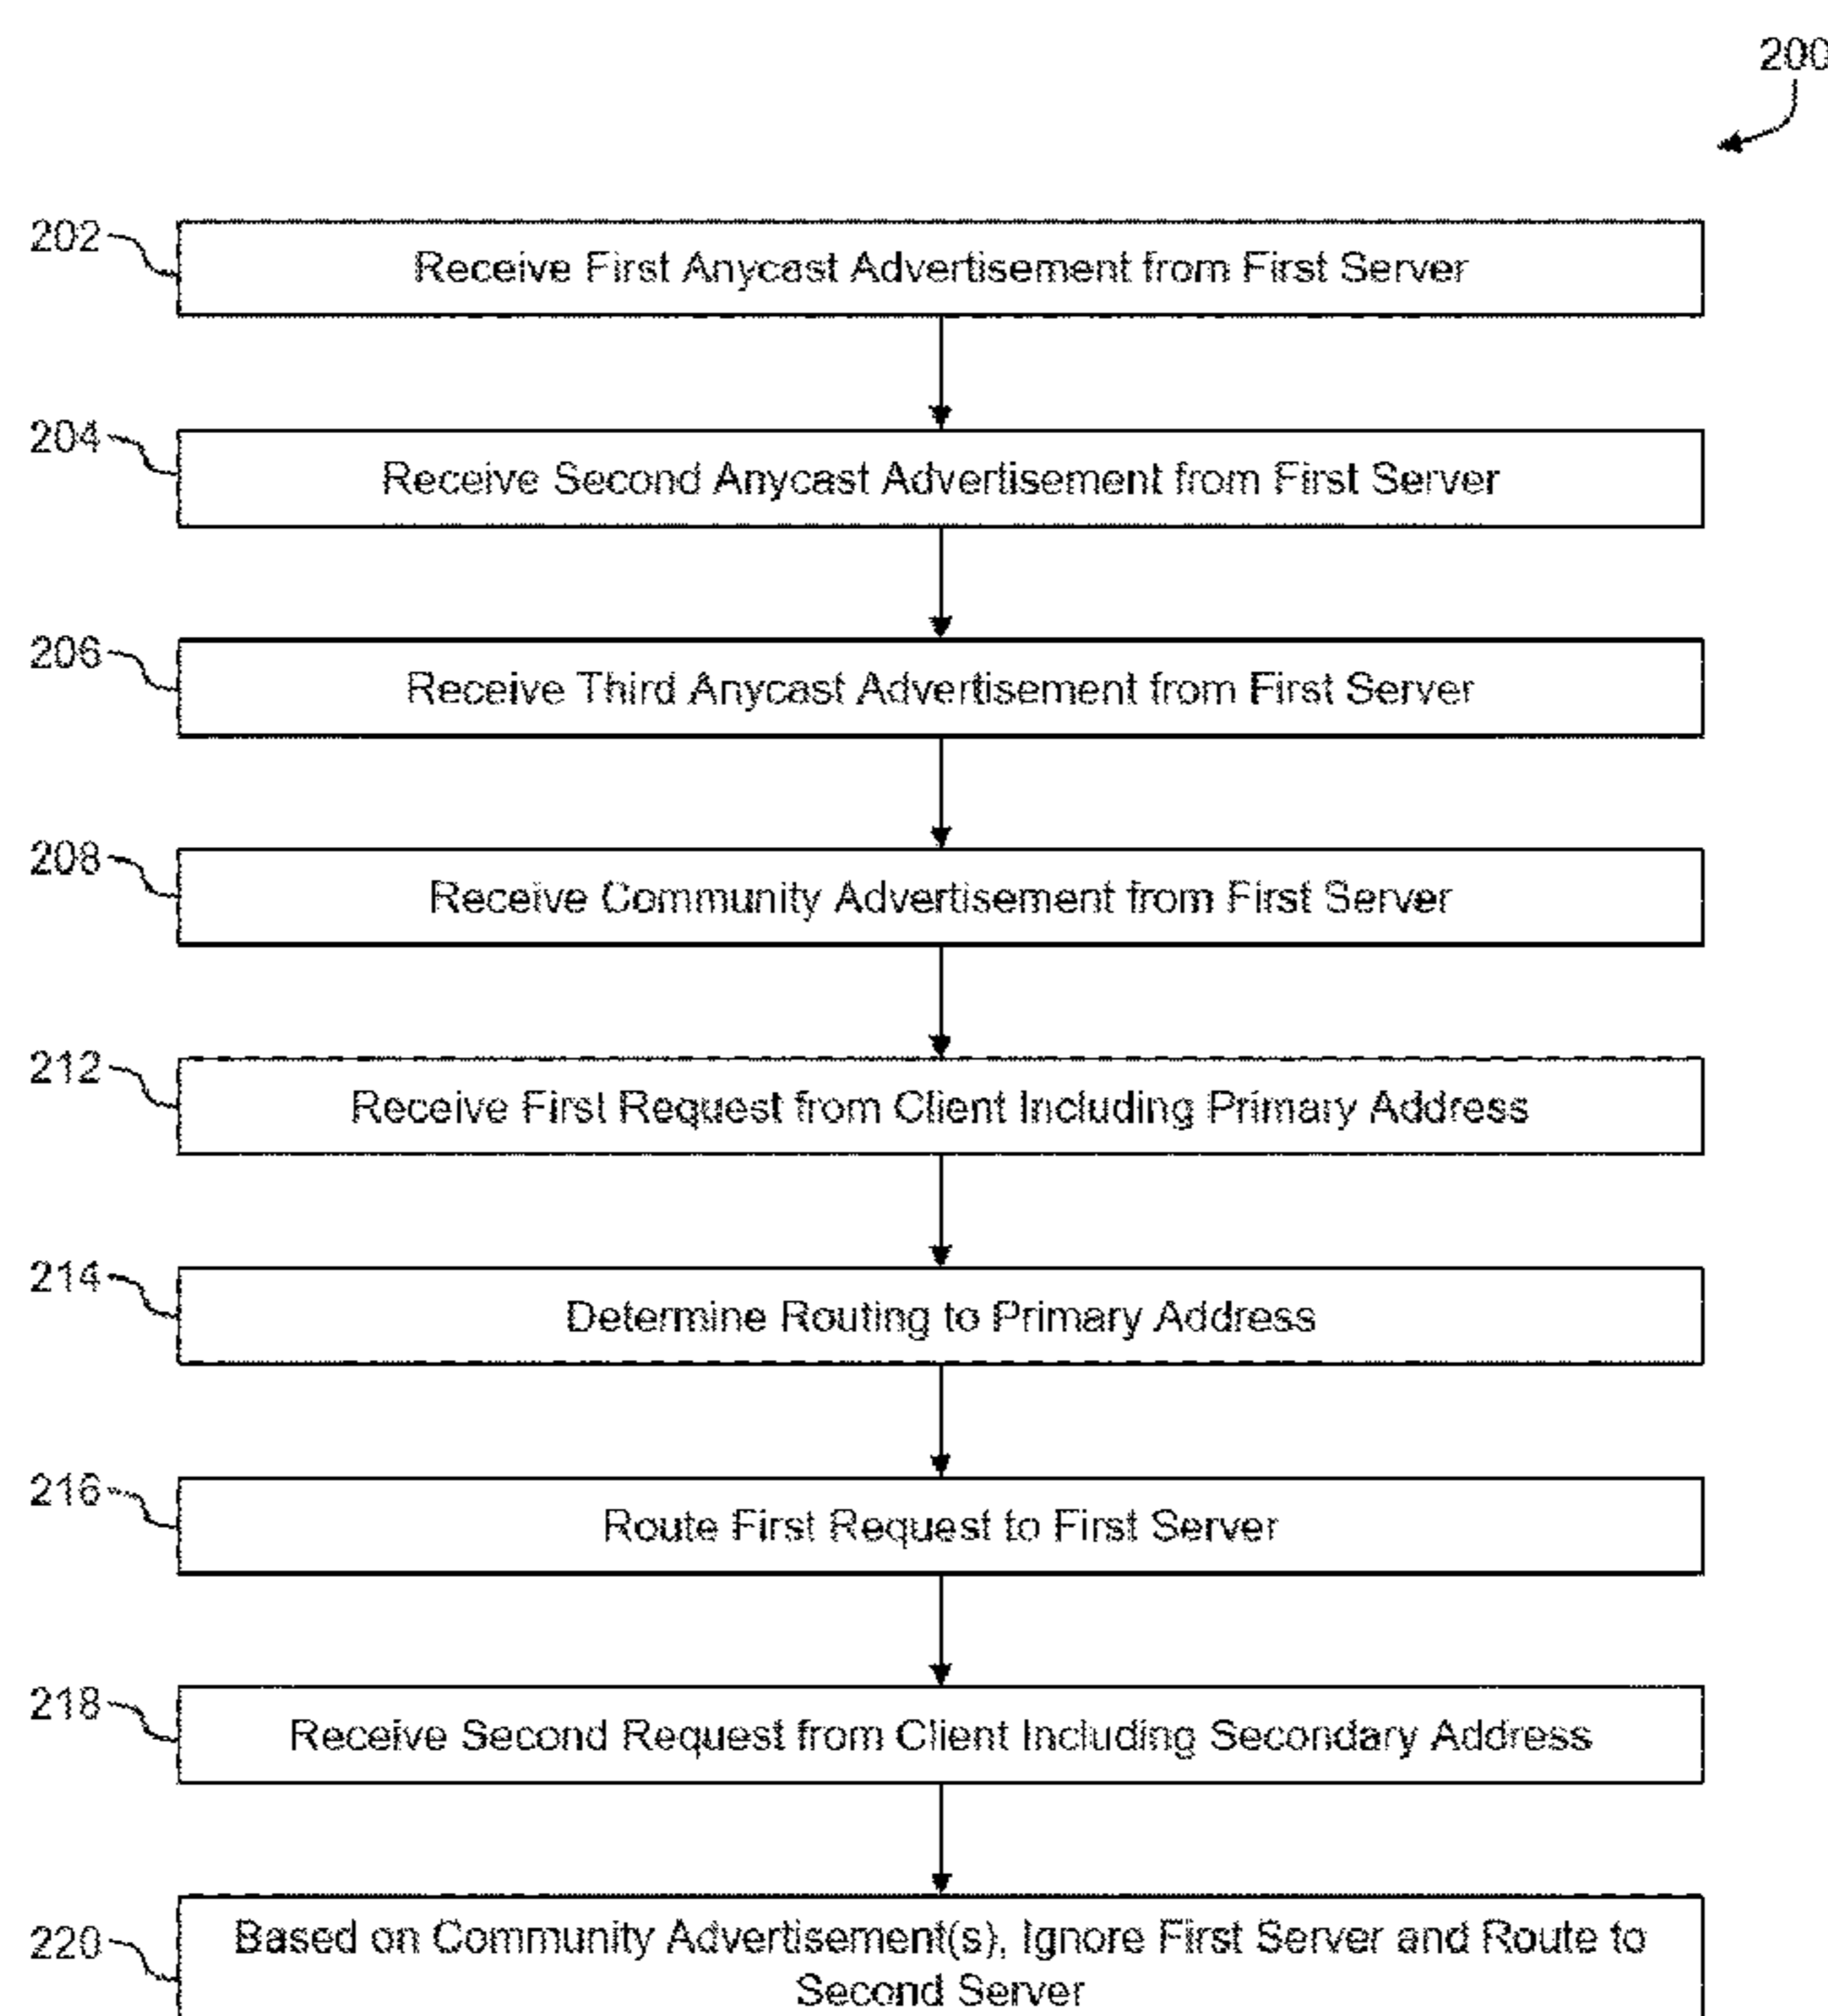 200
202
Receive First Anycast Advertisement from First Server
204
Receive Second Anycast Advertisement from First Server
206
Receive Third Anycast Advertisement from First Server
208
Receive Community Advertisement from First Server
212
Receive First Request from Client Including Primary Address
214
Determine Routing to Primary Address
216
Route First Request to First Server
218
Receive Second Request from Client Including Secondary Address
220
Based on Community Advertisement(s), Ignore First Server and Route to
Second Server